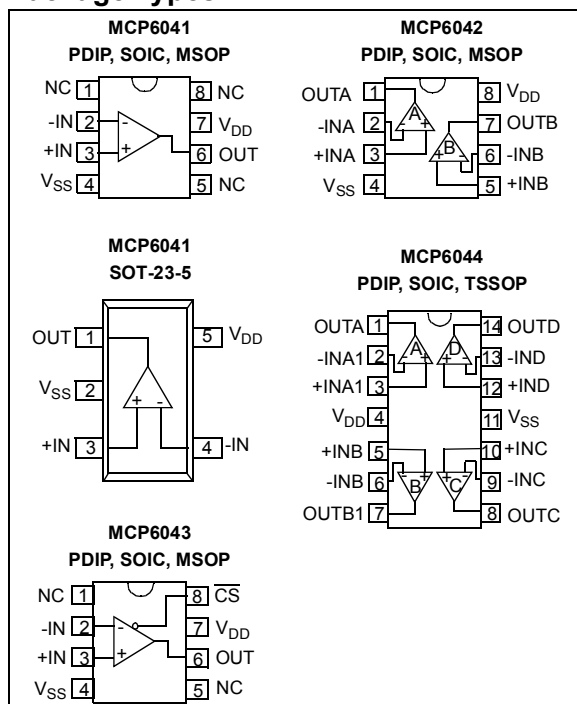 ackage Types
MCP6041
PDIP, SOIC, MSOP
NC 1 8 NC
-IN 2 - 7 VDD
+IN 3 + 6 OUT
VSS 4 5 NC
MCP6042
PDIP, SOIC, MSOP
OUTA 1 8 VDD
-INA 2 - A + 7 OUTB
+INA 3 + B - 6 -INB
VSS 4 5 +INB
MCP6041
SOT-23-5
OUT 1 5 VDD
VSS 2
+ -
+IN 3 4 -IN
MCP6044
PDIP, SOIC, TSSOP
OUTA 1 14 OUTD
-INA1 2 - A + + D - 13 -IND
+INA1 3 12 +IND
VDD 4 11 VSS
+INB 5 10 +INC
-INB 6 - B + + C - 9 -INC
OUTB1 7 8 OUTC
MCP6043
PDIP, SOIC, MSOP
NC 1 8 CS
-IN 2 - 7 VDD
+IN 3 + 6 OUT
VSS 4 5 NC